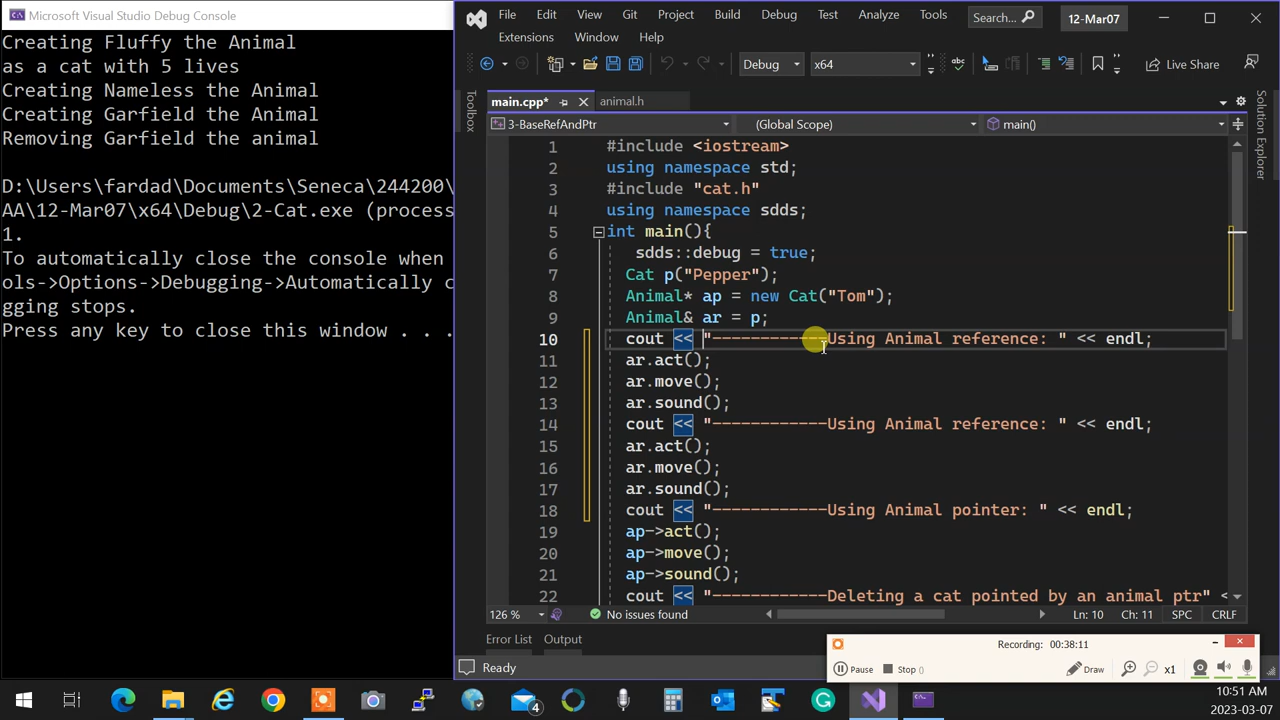 Microsoft Visual Studio Debug Console
Creating Fluffy the Animal
as a cat with 5 lives
Creating Nameless the Animal
Creating Garfield the Animal
Removing Garfield the animal
D:\Users\fardad\Documents\Seneca\244200\
AA\12-Mar07\x64\Debug\2-Cat.exe (process
1.
To automatically close the console when
ols->Options->Debugging->Automatically c
gging stops.
Press any key to close this window . . .
File Edit View Git Project Build Debug Test Analyze Tools Search... 12-Mar07
Extensions Window Help
Debug x64 Live Share
Toolbox
main.cpp* animal.h
Solution Explorer
3-BaseRefAndPtr (Global Scope) main()
1 #include <iostream>
2 using namespace std;
3 #include "cat.h"
4 using namespace sdds;
5 int main(){
6 sdds::debug = true;
7 Cat p("Pepper");
8 Animal* ap = new Cat("Tom");
9 Animal& ar = p;
10 cout << "------------Using Animal reference: " << endl;
11 ar.act();
12 ar.move();
13 ar.sound();
14 cout << "------------Using Animal reference: " << endl;
15 ar.act();
16 ar.move();
17 ar.sound();
18 cout << "------------Using Animal pointer: " << endl;
19 ap->act();
20 ap->move();
21 ap->sound();
22 cout << "------------Deleting a cat pointed by an animal ptr" <
126 % No issues found Ln: 10 Ch: 11 SPC CRLF
Error List Output
Ready
Recording: 00:38:11
Pause Stop () Draw x1
4
10:51 AM
2023-03-07